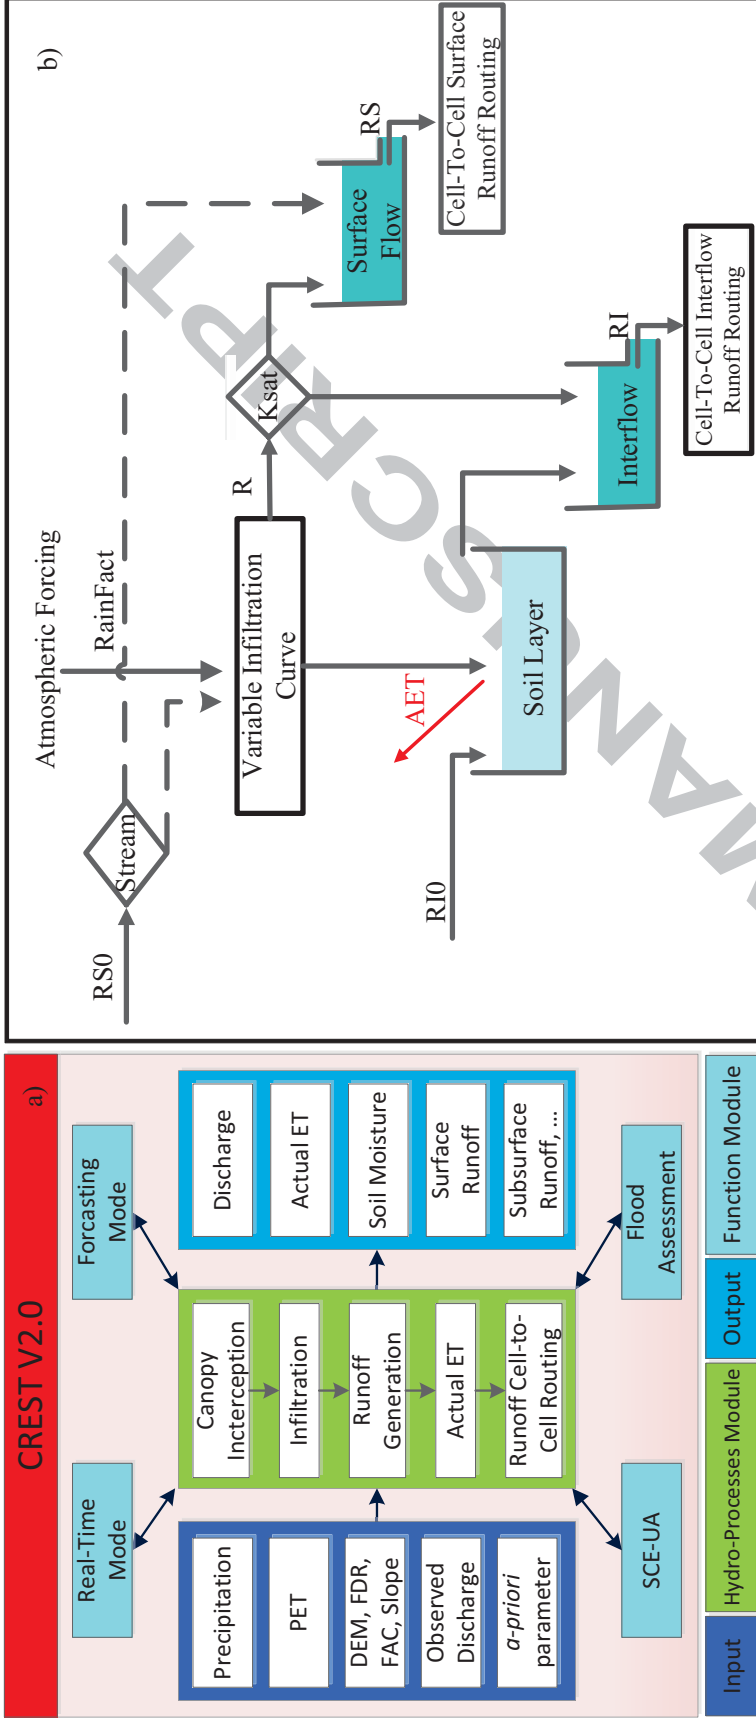 CREST V2.0
a)
Real-Time
Mode
Forcasting
Mode
Precipitation
PET
DEM, FDR,
FAC, Slope
Observed
Discharge
a-priori
parameter
Canopy
Incterception
Infiltration
Runoff
Generation
Actual ET
Runoff Cell-to-
Cell Routing
Discharge
Actual ET
Soil Moisture
Surface
Runoff
Subsurface
Runoff, ...
SCE-UA
Flood
Assessment
Input
Hydro-Processes Module
Output
Function Module
b)
RS0
Stream
Atmospheric Forcing
RainFact
Variable Infiltration
Curve
R
Ksat
Surface
Flow
RS
Cell-To-Cell Surface
Runoff Routing
AET
RI0
Soil Layer
Interflow
RI
Cell-To-Cell Interflow
Runoff Routing
MANUSCRIPT